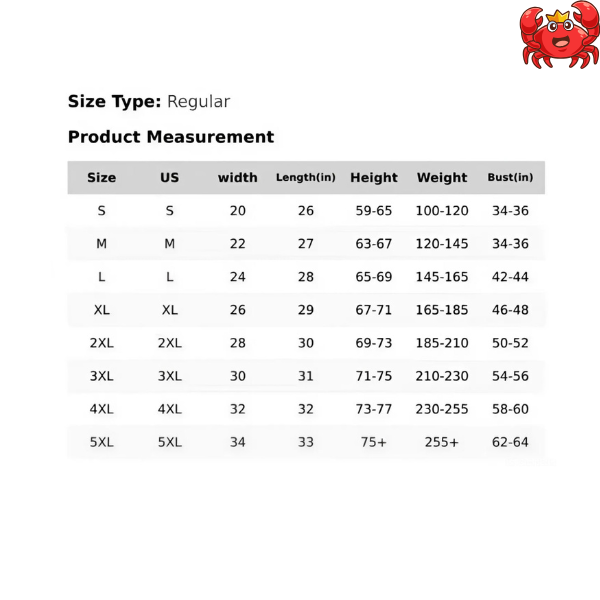 Size Type: Regular
Product Measurement
Size US width Length(in) Height Weight Bust(in)
S S 20 26 59-65 100-120 34-36
M M 22 27 63-67 120-145 34-36
L L 24 28 65-69 145-165 42-44
XL XL 26 29 67-71 165-185 46-48
2XL 2XL 28 30 69-73 185-210 50-52
3XL 3XL 30 31 71-75 210-230 54-56
4XL 4XL 32 32 73-77 230-255 58-60
5XL 5XL 34 33 75+ 255+ 62-64